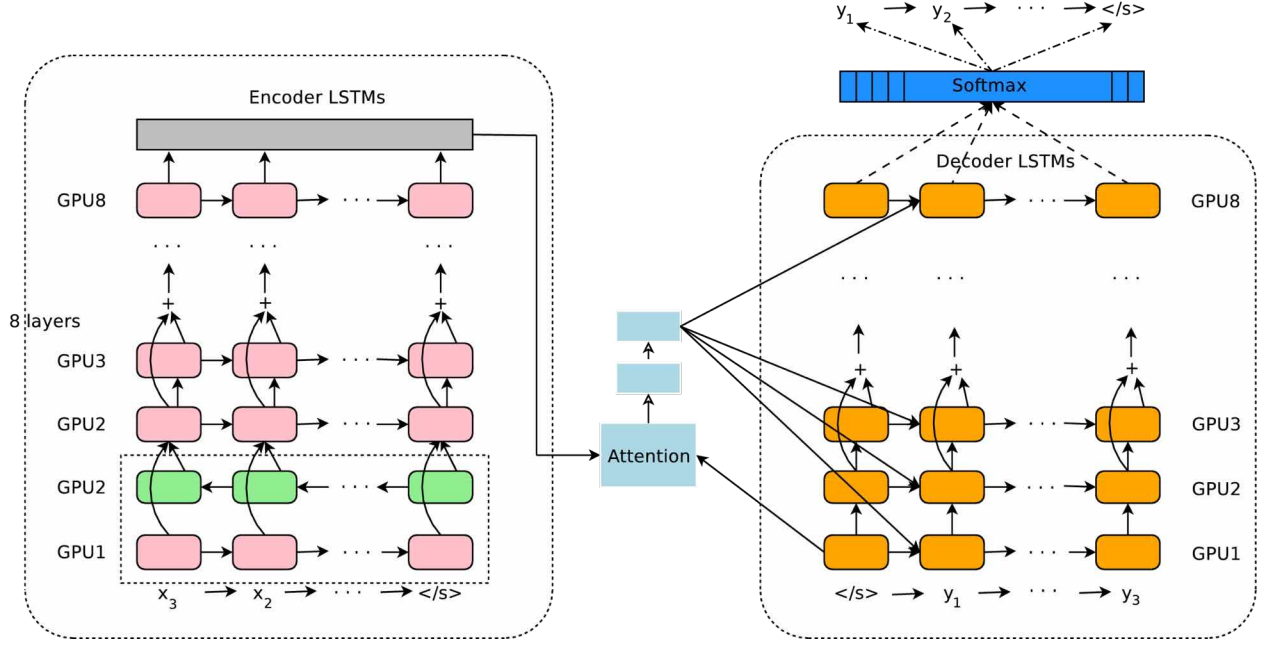 y₁ y₂ · · · </s>
Softmax
Encoder LSTMs
Decoder LSTMs
GPU8 · · · · · · GPU8
· · · · · · · · ·
· · · · · · · · ·
+ + +
8 layers
GPU3 · · ·
+ + +
GPU2 · · · · · · GPU3
Attention
GPU2 · · · · · · GPU2
GPU1 · · · · · · GPU1
x₃ x₂ · · · </s>
</s> y₁ · · · y₃